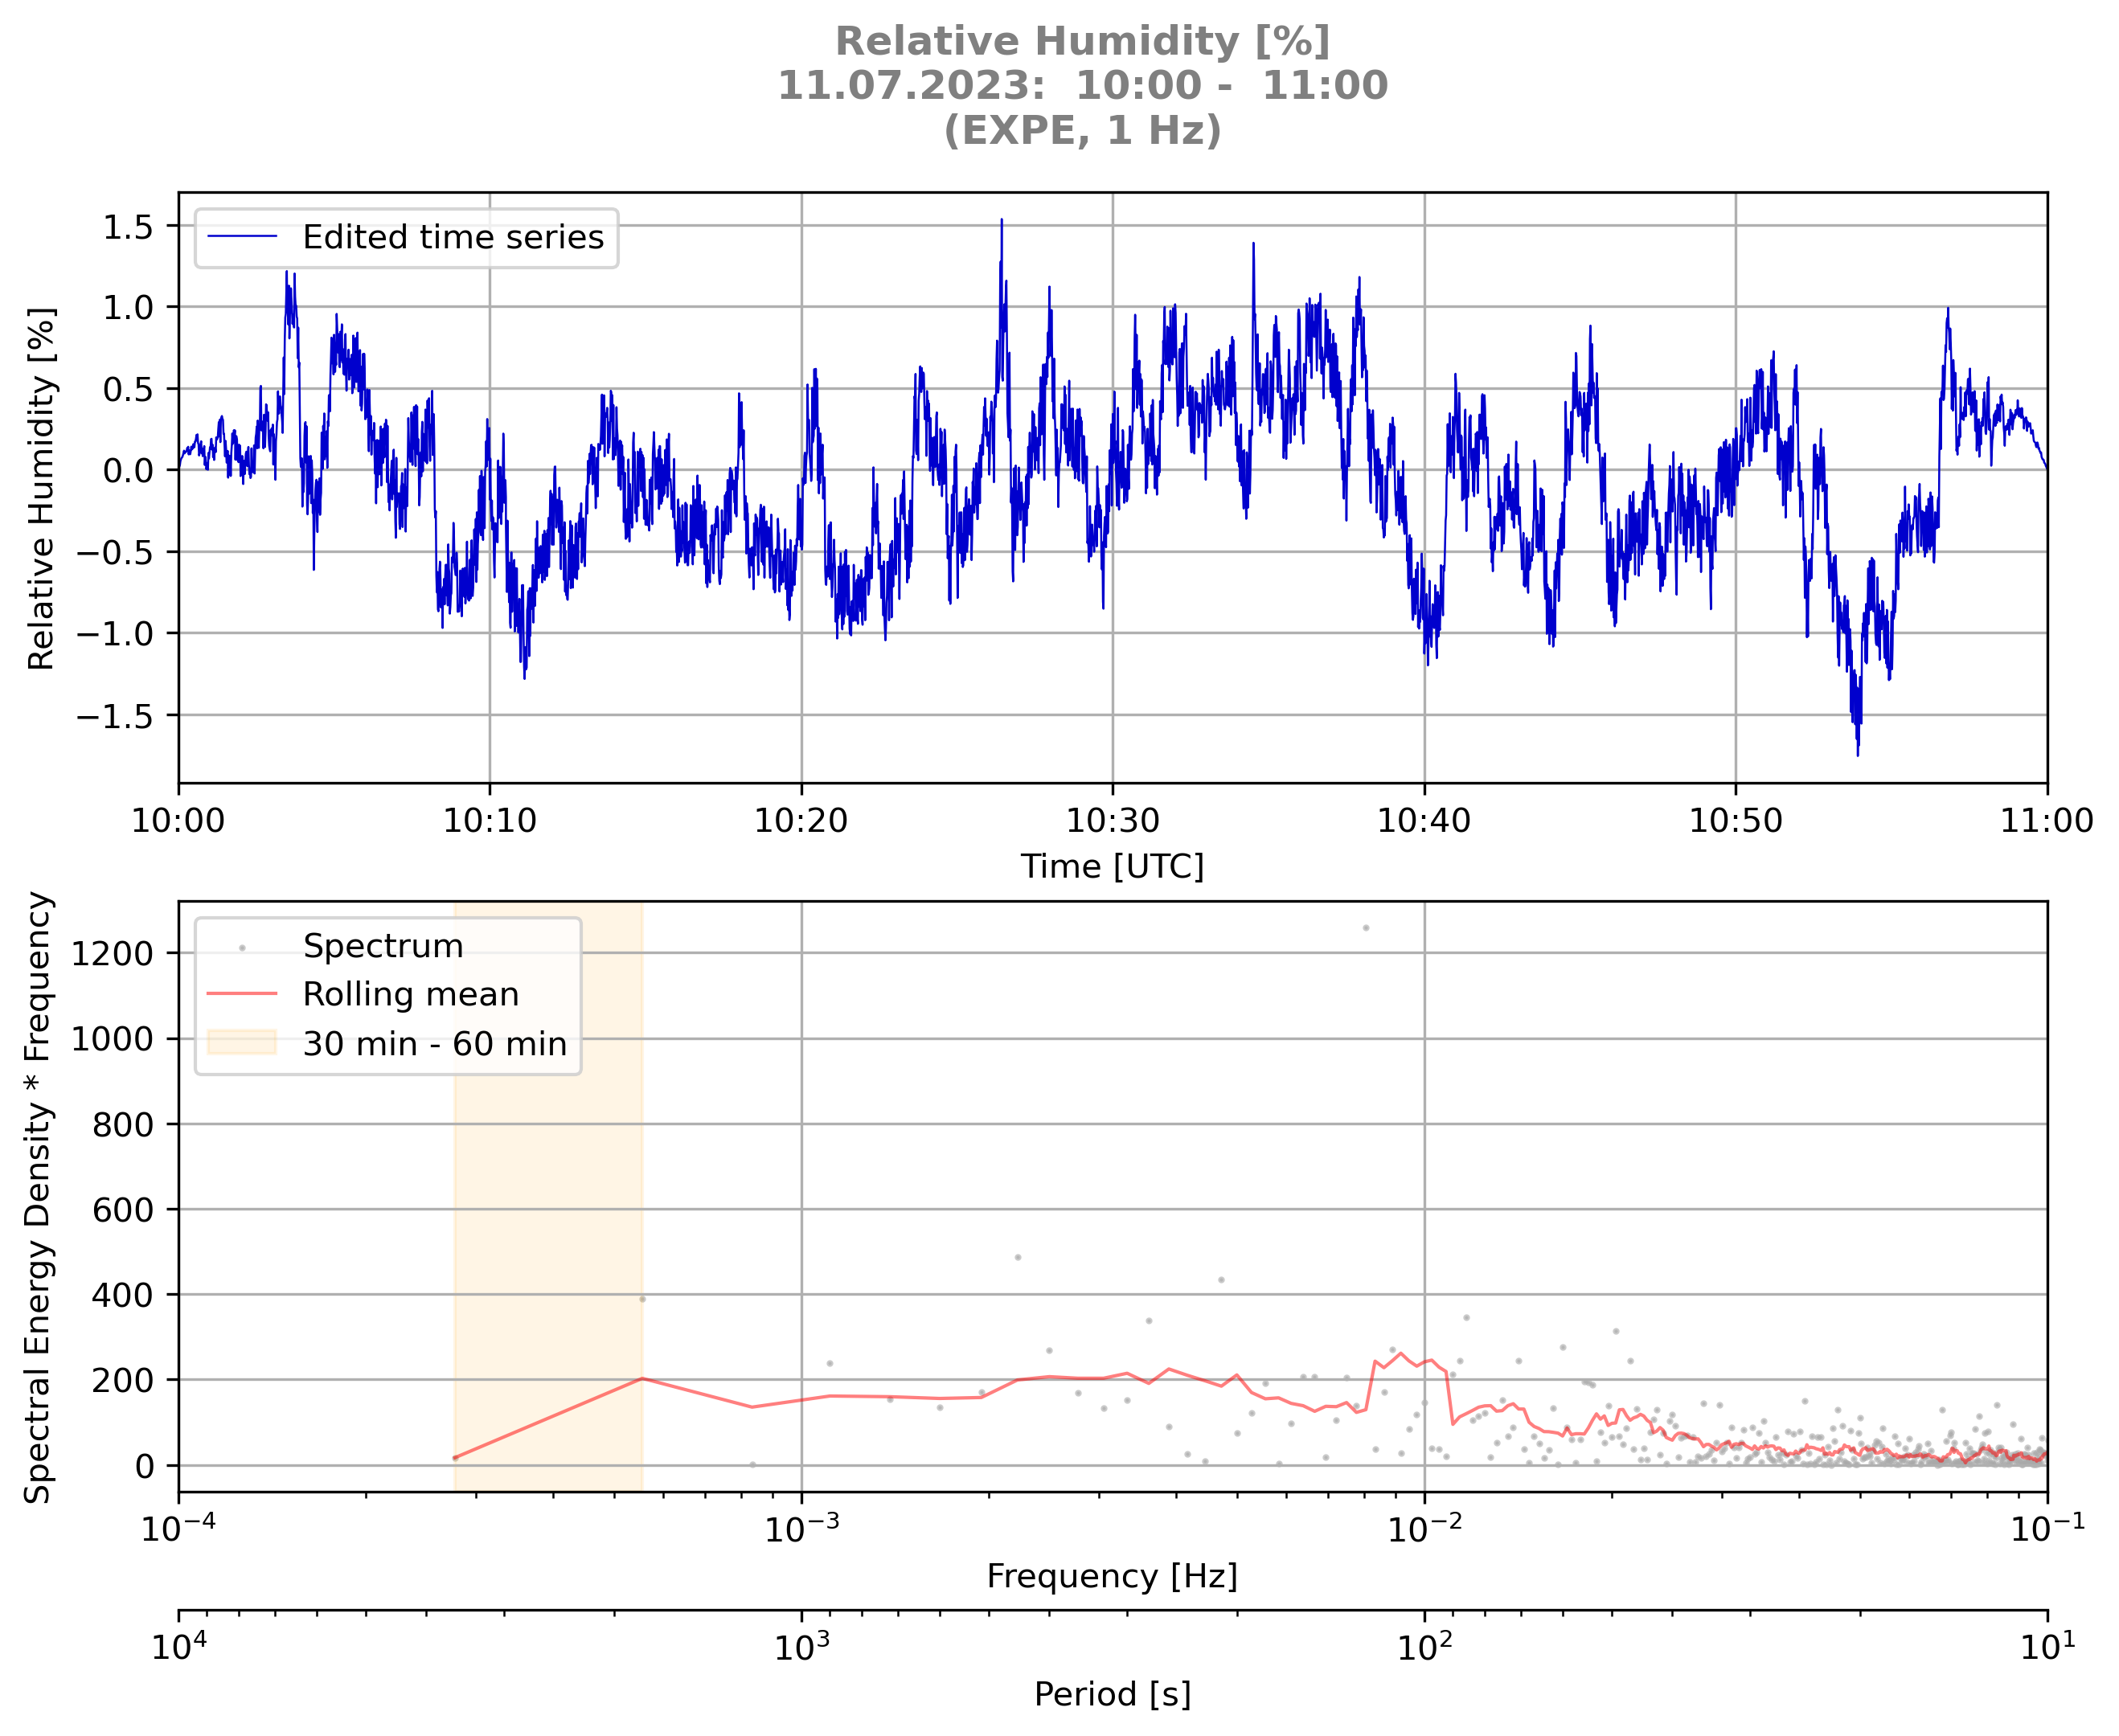 Relative Humidity [%]
11.07.2023:  10:00 -  11:00
(EXPE, 1 Hz)
Edited time series
Relative Humidity [%]
1.5
1.0
0.5
0.0
−0.5
−1.0
−1.5
10:00 10:10 10:20 10:30 10:40 10:50 11:00
Time [UTC]
Spectrum
Rolling mean
30 min - 60 min
Spectral Energy Density * Frequency
1200
1000
800
600
400
200
0
10⁻⁴ 10⁻³ 10⁻² 10⁻¹
Frequency [Hz]
10⁴ 10³ 10² 10¹
Period [s]